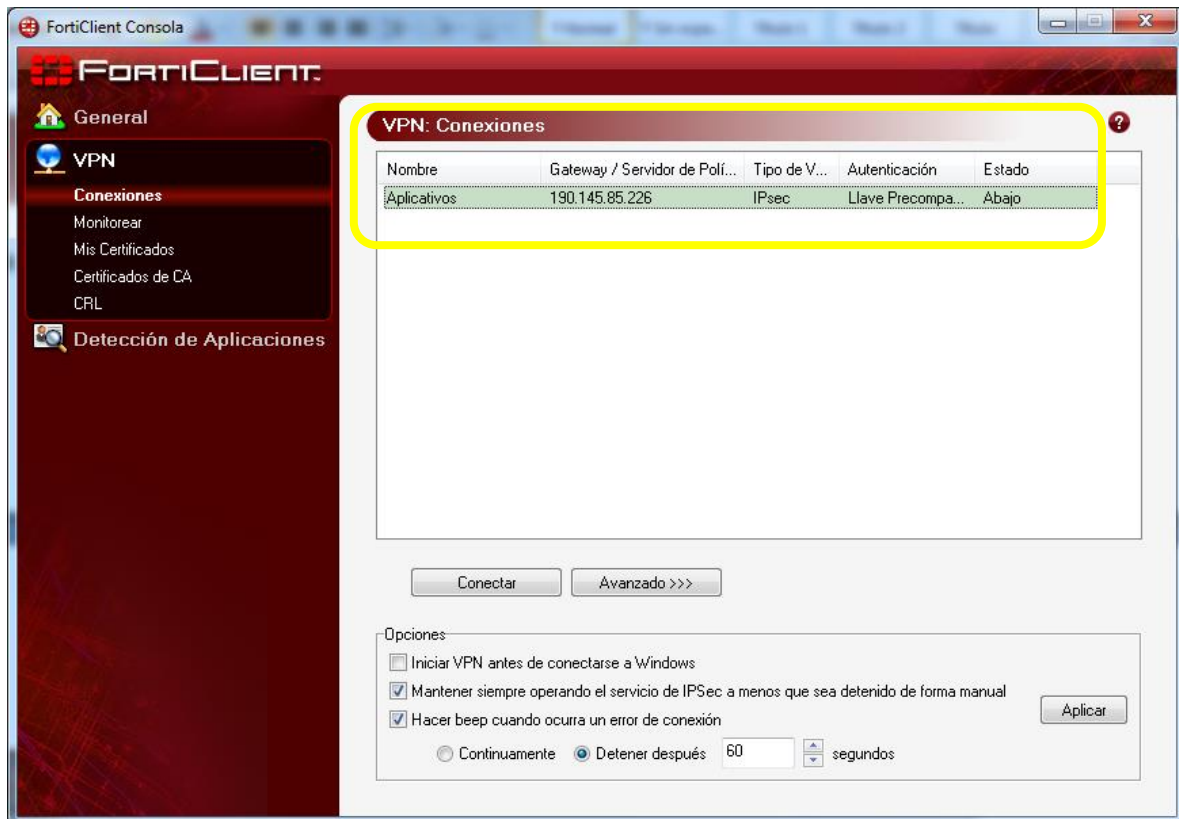 FortiClient Consola
FORTICLIENT
General
VPN
Conexiones
Monitorear
Mis Certificados
Certificados de CA
CRL
Detección de Aplicaciones
VPN: Conexiones
?
Nombre Gateway / Servidor de Polí... Tipo de V... Autenticación Estado
Aplicativos 190.145.85.226 IPsec Llave Precompa... Abajo
Conectar Avanzado >>>
Opciones
Iniciar VPN antes de conectarse a Windows
Mantener siempre operando el servicio de IPSec a menos que sea detenido de forma manual
Hacer beep cuando ocurra un error de conexión
Aplicar
Continuamente Detener después 60 segundos